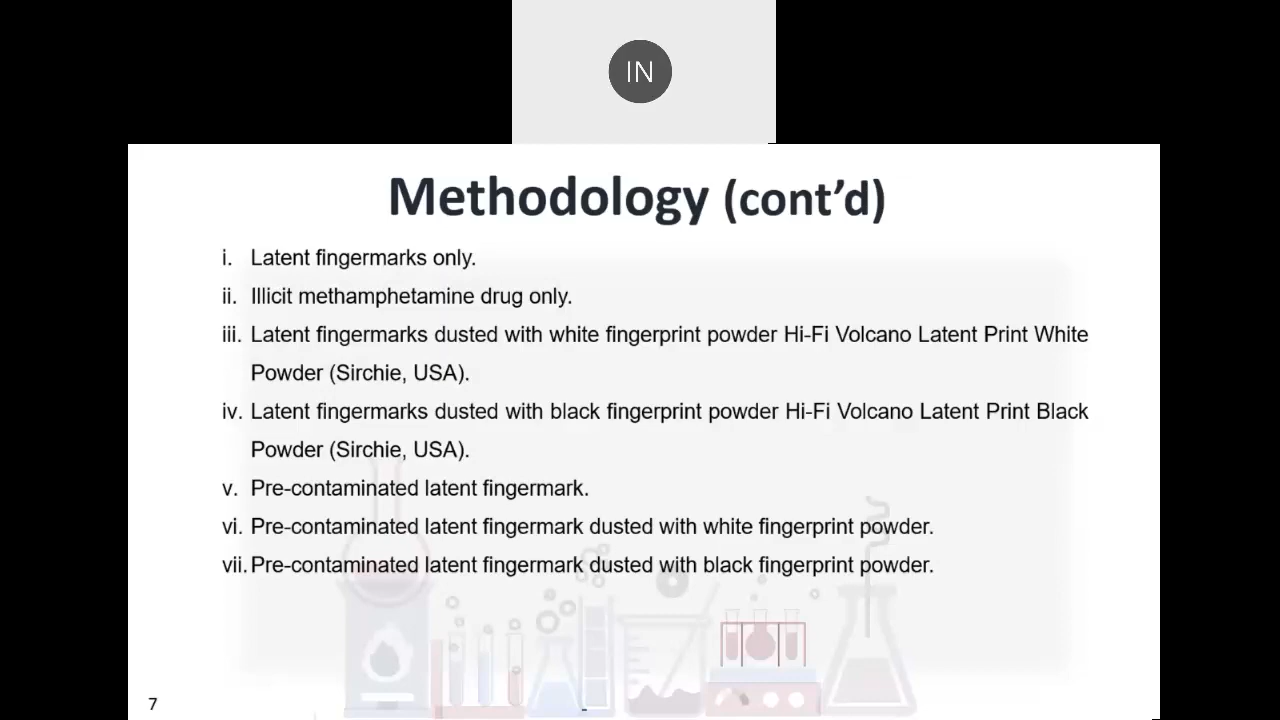 IN
Methodology (cont’d)
i. Latent fingermarks only.
ii. Illicit methamphetamine drug only.
iii. Latent fingermarks dusted with white fingerprint powder Hi-Fi Volcano Latent Print White
Powder (Sirchie, USA).
iv. Latent fingermarks dusted with black fingerprint powder Hi-Fi Volcano Latent Print Black
Powder (Sirchie, USA).
v. Pre-contaminated latent fingermark.
vi. Pre-contaminated latent fingermark dusted with white fingerprint powder.
vii. Pre-contaminated latent fingermark dusted with black fingerprint powder.
7